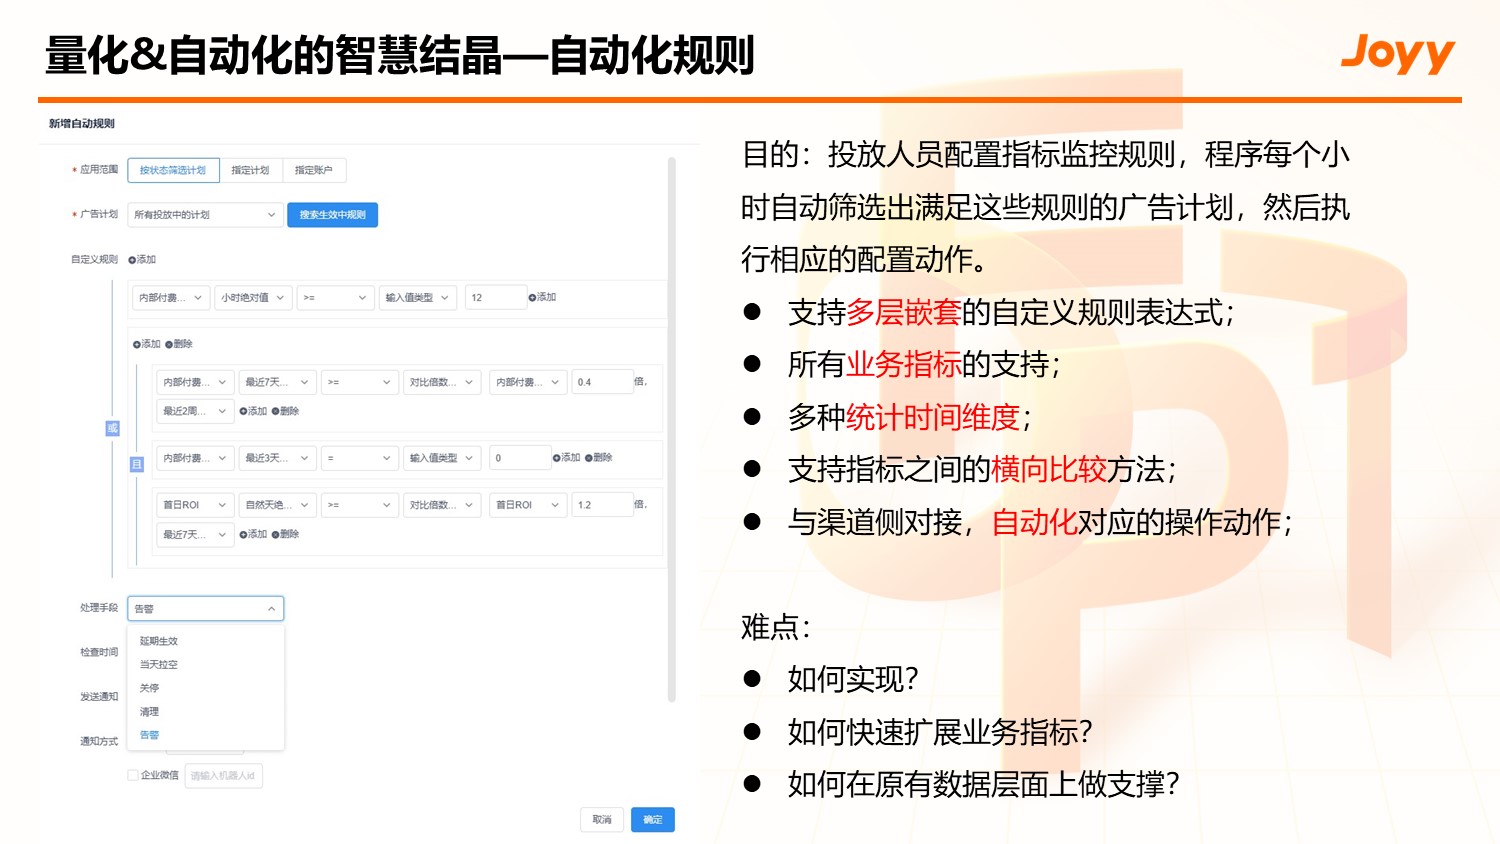 量化&自动化的智慧结晶—自动化规则
Joyy
新增自动规则
* 应用范围 按状态筛选计划 指定计划 指定账户
* 广告计划 所有投放中的计划 搜索生效中规则
自定义规则 添加
内部付费... 小时绝对值 >= 输入值类型 12 添加
添加 删除
内部付费... 最近7天... >= 对比倍数... 内部付费... 0.4 倍,
最近2周... 添加 删除
或
内部付费... 最近3天... = 输入值类型 0 添加 删除
且
首日ROI 自然天绝... >= 对比倍数... 首日ROI 1.2 倍,
最近7天... 添加 删除
处理手段 告警
延期生效
检查时间
当天拉空
关停
发送通知
清理
告警
通知方式
企业微信 请输入机器人id
取消 确定
目的：投放人员配置指标监控规则，程序每个小
时自动筛选出满足这些规则的广告计划，然后执
行相应的配置动作。
● 支持多层嵌套的自定义规则表达式；
● 所有业务指标的支持；
● 多种统计时间维度；
● 支持指标之间的横向比较方法；
● 与渠道侧对接，自动化对应的操作动作；
难点：
● 如何实现？
● 如何快速扩展业务指标？
● 如何在原有数据层面上做支撑？